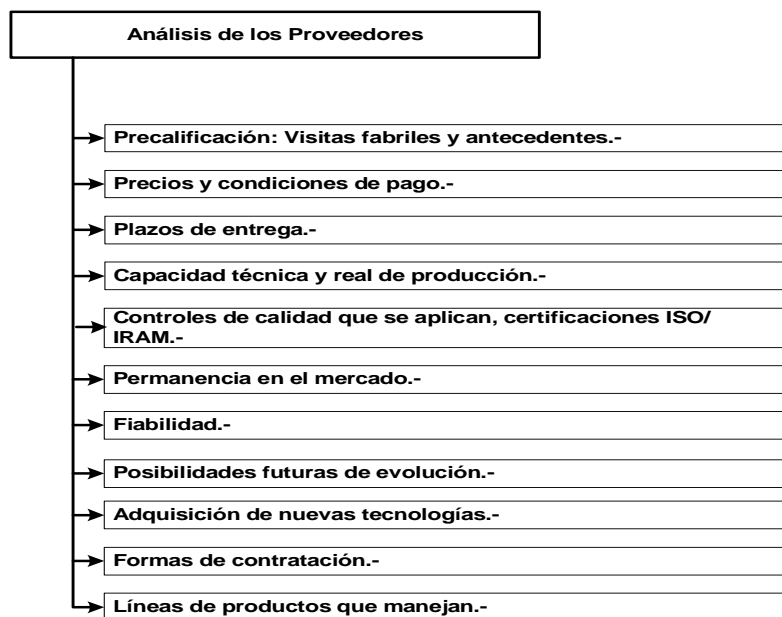 Análisis de los Proveedores
Precalificación: Visitas fabriles y antecedentes.-
Precios y condiciones de pago.-
Plazos de entrega.-
Capacidad técnica y real de producción.-
Controles de calidad que se aplican, certificaciones ISO/
IRAM.-
Permanencia en el mercado.-
Fiabilidad.-
Posibilidades futuras de evolución.-
Adquisición de nuevas tecnologías.-
Formas de contratación.-
Líneas de productos que manejan.-